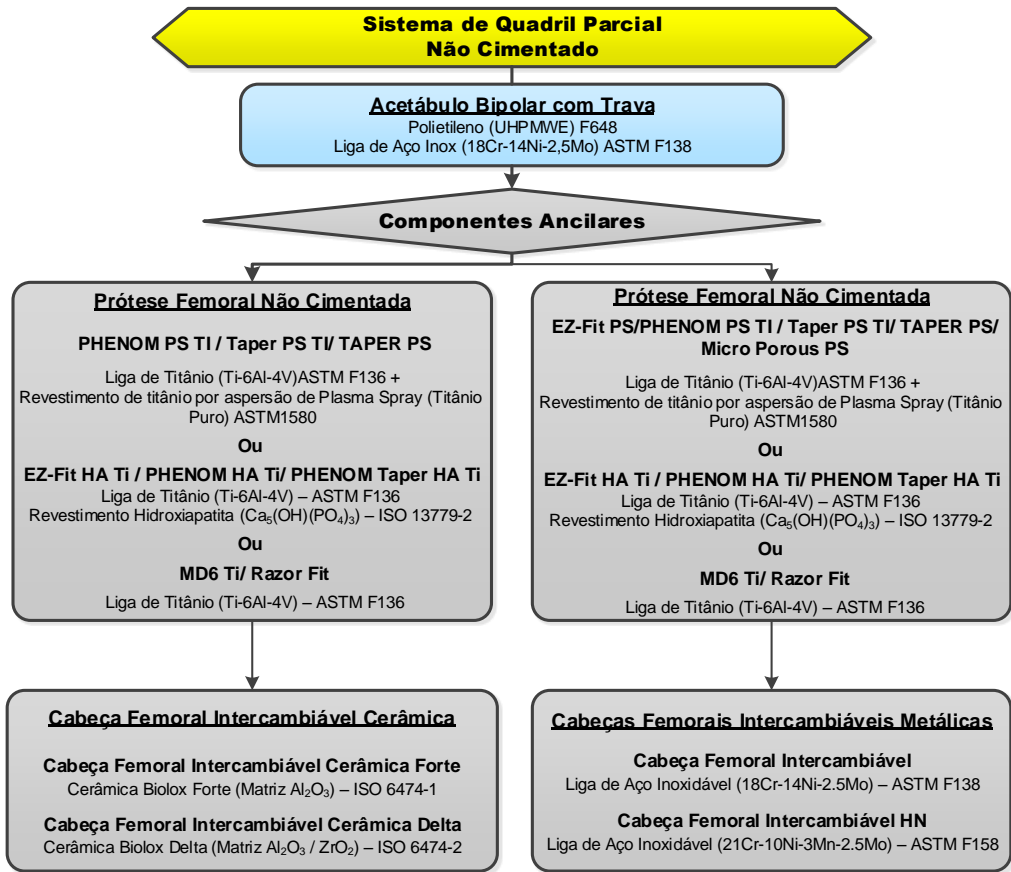 Sistema de Quadril Parcial
Não Cimentado
Acetábulo Bipolar com Trava
Polietileno (UHPMWE) F648
Liga de Aço Inox (18Cr-14Ni-2,5Mo) ASTM F138
Componentes Ancilares
Prótese Femoral Não Cimentada
PHENOM PS TI / Taper PS TI/ TAPER PS
Liga de Titânio (Ti-6Al-4V)ASTM F136 +
Revestimento de titânio por aspersão de Plasma Spray (Titânio
Puro) ASTM1580
Ou
EZ-Fit HA Ti / PHENOM HA Ti/ PHENOM Taper HA Ti
Liga de Titânio (Ti-6Al-4V) – ASTM F136
Revestimento Hidroxiapatita (Ca₅(OH)(PO₄)₃) – ISO 13779-2
Ou
MD6 Ti/ Razor Fit
Liga de Titânio (Ti-6Al-4V) – ASTM F136
Prótese Femoral Não Cimentada
EZ-Fit PS/PHENOM PS TI / Taper PS TI/ TAPER PS/
Micro Porous PS
Liga de Titânio (Ti-6Al-4V)ASTM F136 +
Revestimento de titânio por aspersão de Plasma Spray (Titânio
Puro) ASTM1580
Ou
EZ-Fit HA Ti / PHENOM HA Ti/ PHENOM Taper HA Ti
Liga de Titânio (Ti-6Al-4V) – ASTM F136
Revestimento Hidroxiapatita (Ca₅(OH)(PO₄)₃) – ISO 13779-2
Ou
MD6 Ti/ Razor Fit
Liga de Titânio (Ti-6Al-4V) – ASTM F136
Cabeça Femoral Intercambiável Cerâmica
Cabeça Femoral Intercambiável Cerâmica Forte
Cerâmica Biolox Forte (Matriz Al₂O₃) – ISO 6474-1
Cabeça Femoral Intercambiável Cerâmica Delta
Cerâmica Biolox Delta (Matriz Al₂O₃ / ZrO₂) – ISO 6474-2
Cabeças Femorais Intercambiáveis Metálicas
Cabeça Femoral Intercambiável
Liga de Aço Inoxidável (18Cr-14Ni-2.5Mo) – ASTM F138
Cabeça Femoral Intercambiável HN
Liga de Aço Inoxidável (21Cr-10Ni-3Mn-2.5Mo) – ASTM F158